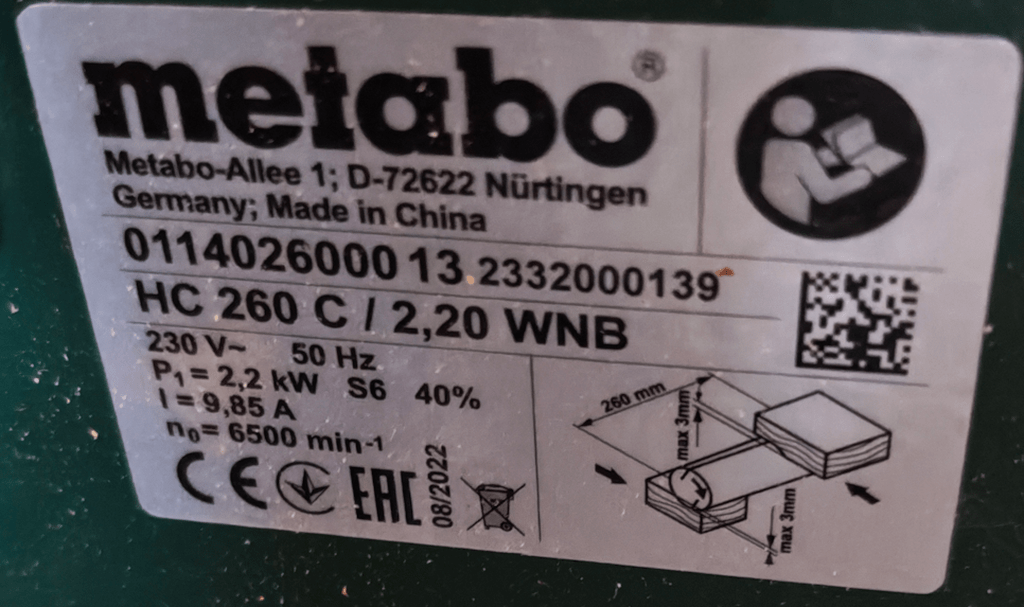 metabo®
Metabo-Allee 1; D-72622 Nürtingen
Germany; Made in China
0114026000 13 2332000139
HC 260 C / 2,20 WNB
230 V~ 50 Hz
P₁= 2,2 kW S6 40%
I = 9,85 A
n₀= 6500 min⁻¹
CE EAC 08/2022
260 mm
max 3mm
max 3mm